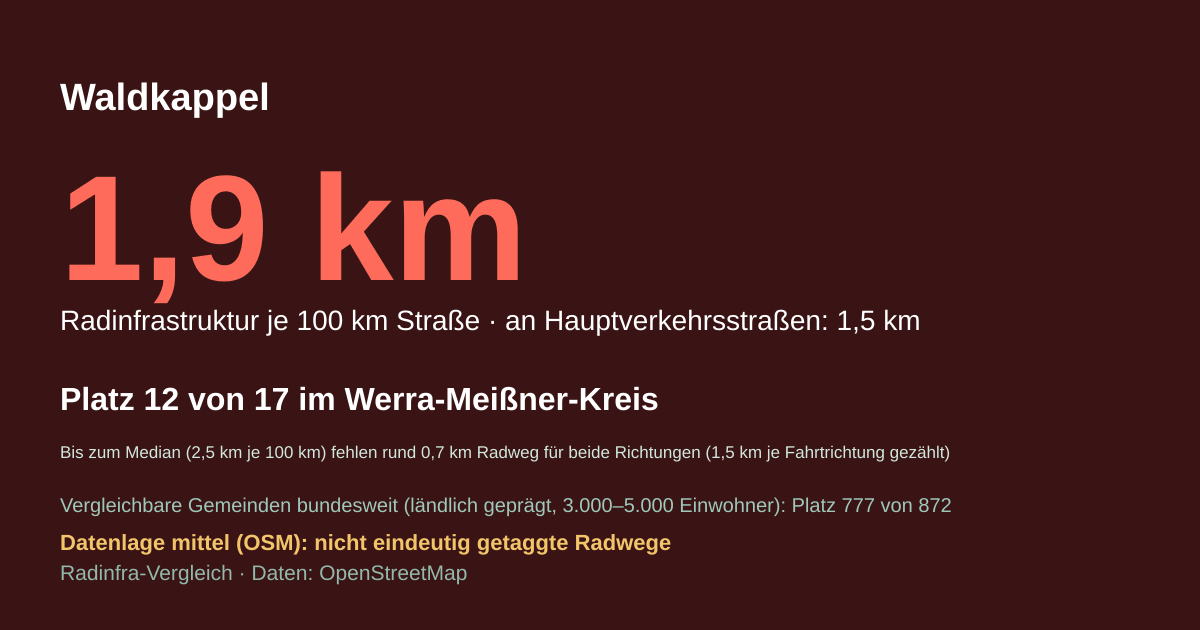 Waldkappel
1,9 km
Radinfrastruktur je 100 km Straße · an Hauptverkehrsstraßen: 1,5 km
Platz 12 von 17 im Werra-Meißner-Kreis
Bis zum Median (2,5 km je 100 km) fehlen rund 0,7 km Radweg für beide Richtungen (1,5 km je Fahrtrichtung gezählt)
Vergleichbare Gemeinden bundesweit (ländlich geprägt, 3.000–5.000 Einwohner): Platz 777 von 872
Datenlage mittel (OSM): nicht eindeutig getaggte Radwege
Radinfra-Vergleich · Daten: OpenStreetMap